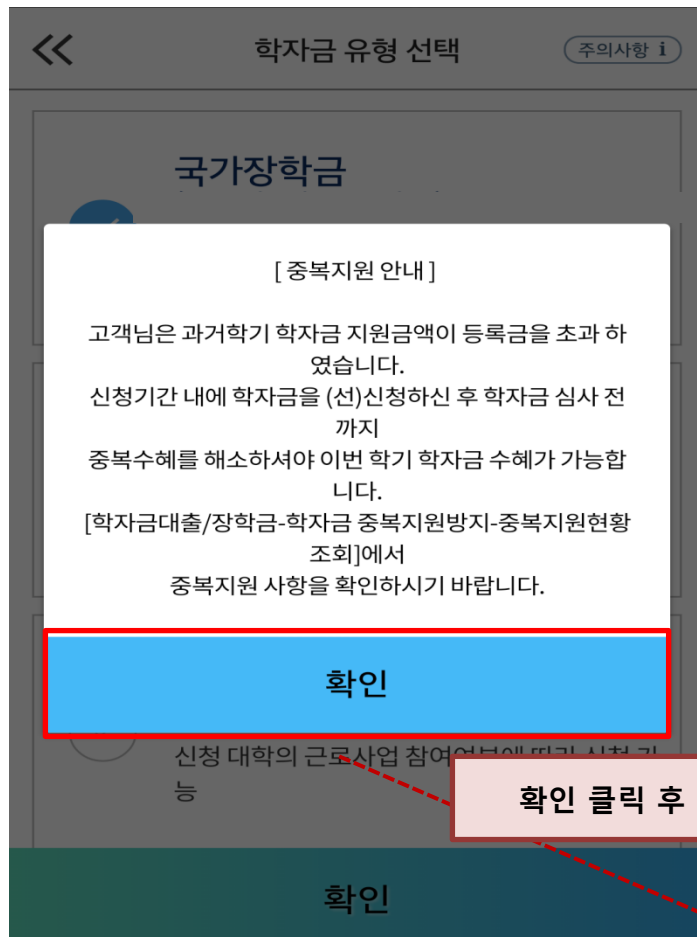 학자금 유형 선택
주의사항 i
국가장학금
[ 중복지원 안내 ]
고객님은 과거학기 학자금 지원금액이 등록금을 초과 하
였습니다.
신청기간 내에 학자금을 (선)신청하신 후 학자금 심사 전
까지
중복수혜를 해소하셔야 이번 학기 학자금 수혜가 가능합
니다.
[학자금대출/장학금-학자금 중복지원방지-중복지원현황
조회]에서
중복지원 사항을 확인하시기 바랍니다.
확인
신청 대학의 근로사업 참여여부에 따라 신청 가
능
확인 클릭 후
확인